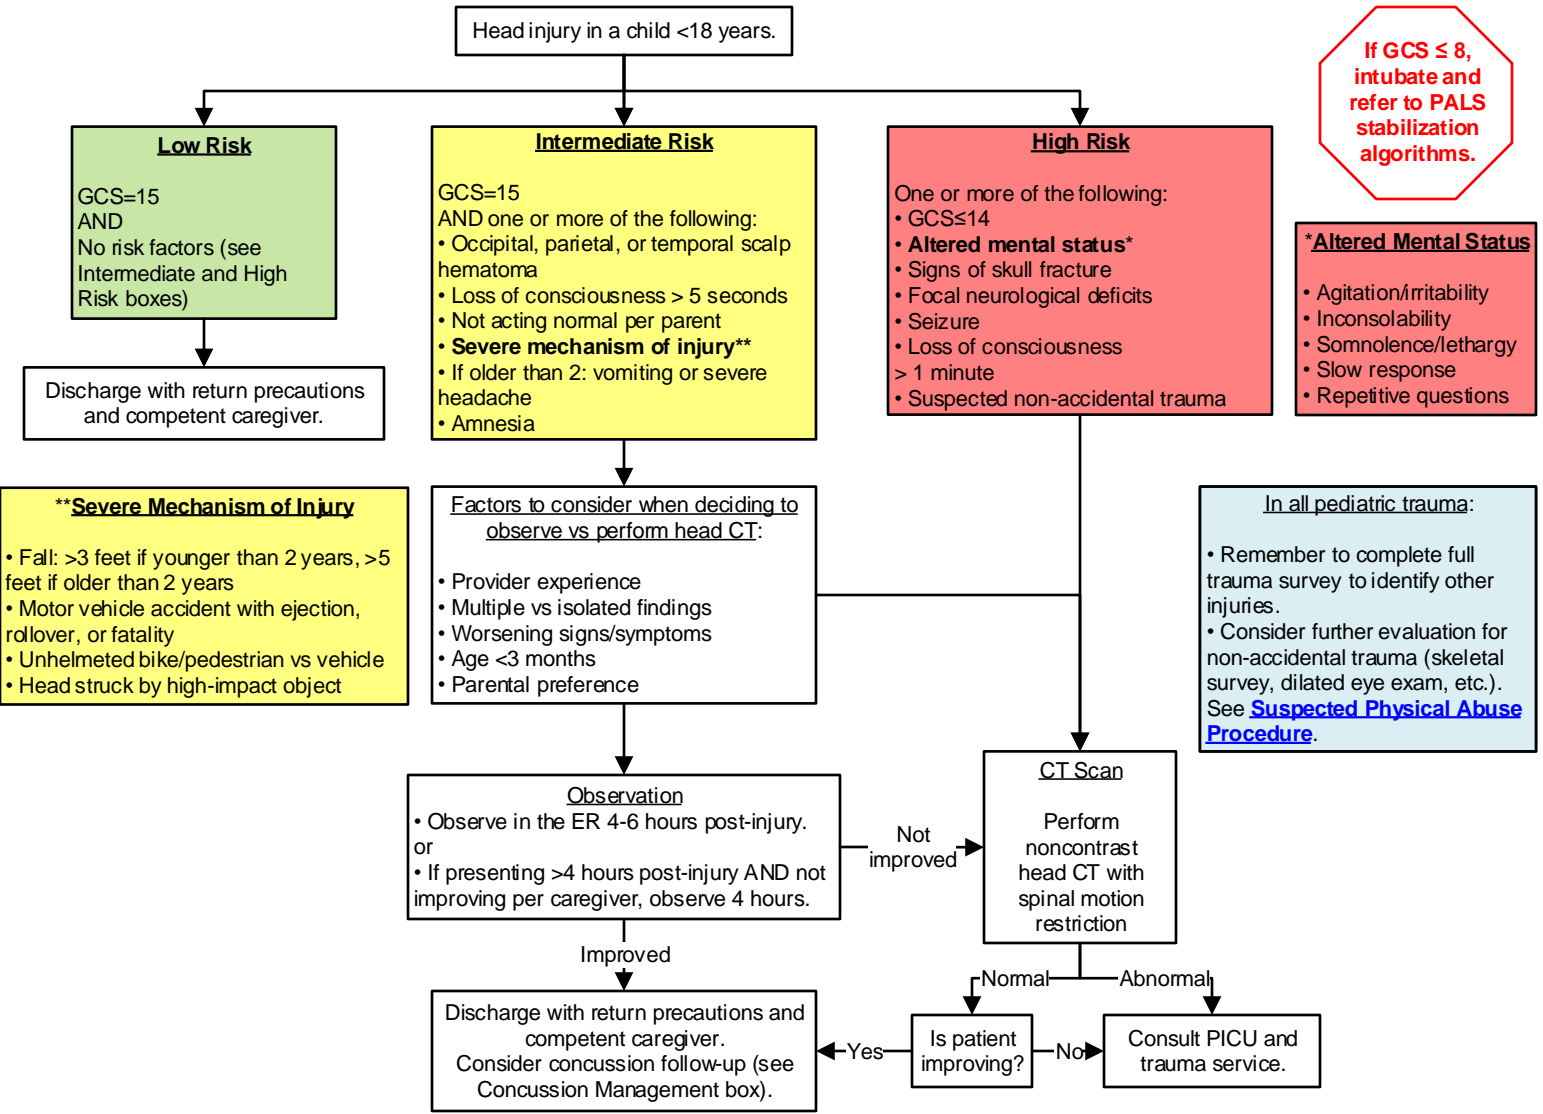 Head injury in a child <18 years.
If GCS ≤ 8,
intubate and
refer to PALS
stabilization
algorithms.
Low Risk
GCS=15
AND
No risk factors (see
Intermediate and High
Risk boxes)
Intermediate Risk
GCS=15
AND one or more of the following:
• Occipital, parietal, or temporal scalp
hematoma
• Loss of consciousness > 5 seconds
• Not acting normal per parent
• Severe mechanism of injury**
• If older than 2: vomiting or severe
headache
• Amnesia
High Risk
One or more of the following:
• GCS≤14
• Altered mental status*
• Signs of skull fracture
• Focal neurological deficits
• Seizure
• Loss of consciousness
> 1 minute
• Suspected non-accidental trauma
*Altered Mental Status
• Agitation/irritability
• Inconsolability
• Somnolence/lethargy
• Slow response
• Repetitive questions
Discharge with return precautions
and competent caregiver.
**Severe Mechanism of Injury
• Fall: >3 feet if younger than 2 years, >5
feet if older than 2 years
• Motor vehicle accident with ejection,
rollover, or fatality
• Unhelmeted bike/pedestrian vs vehicle
• Head struck by high-impact object
Factors to consider when deciding to
observe vs perform head CT:
• Provider experience
• Multiple vs isolated findings
• Worsening signs/symptoms
• Age <3 months
• Parental preference
In all pediatric trauma:
• Remember to complete full
trauma survey to identify other
injuries.
• Consider further evaluation for
non-accidental trauma (skeletal
survey, dilated eye exam, etc.).
See Suspected Physical Abuse
Procedure.
Observation
• Observe in the ER 4-6 hours post-injury.
or
• If presenting >4 hours post-injury AND not
improving per caregiver, observe 4 hours.
Not
improved
CT Scan
Perform
noncontrast
head CT with
spinal motion
restriction
Improved
Normal
Abnormal
Discharge with return precautions and
competent caregiver.
Consider concussion follow-up (see
Concussion Management box).
Yes
Is patient
improving?
No
Consult PICU and
trauma service.